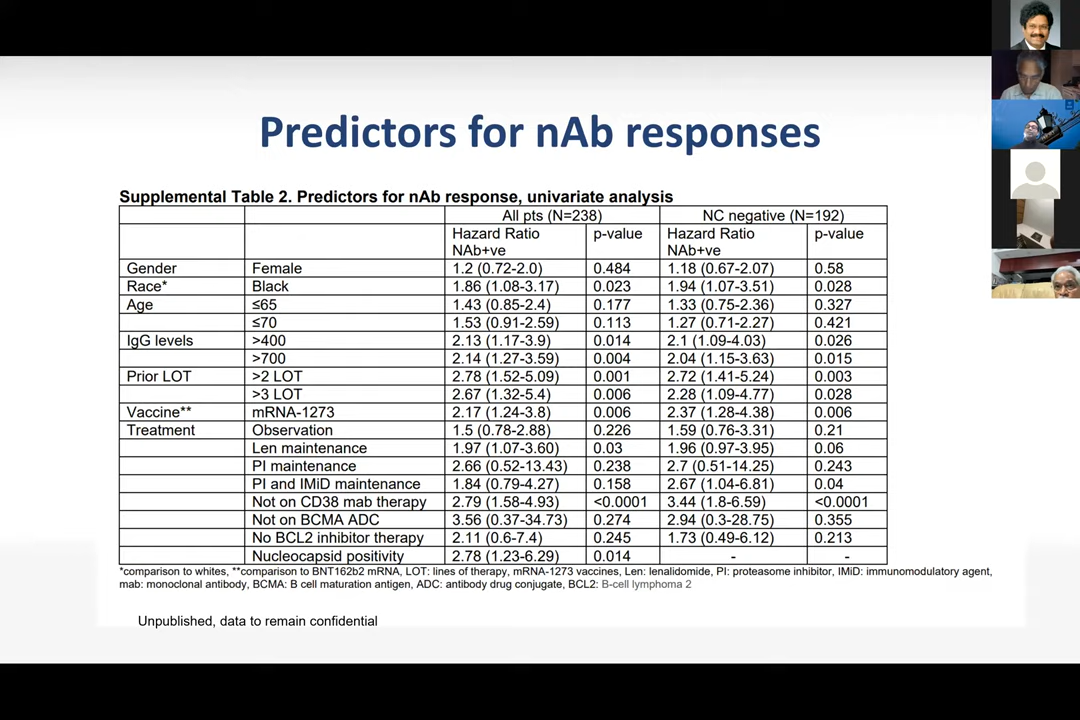 Predictors for nAb responses
Supplemental Table 2. Predictors for nAb response, univariate analysis
All pts (N=238) NC negative (N=192)
Hazard Ratio NAb+ve p-value Hazard Ratio NAb+ve p-value
Gender Female 1.2 (0.72-2.0) 0.484 1.18 (0.67-2.07) 0.58
Race* Black 1.86 (1.08-3.17) 0.023 1.94 (1.07-3.51) 0.028
Age ≤65 1.43 (0.85-2.4) 0.177 1.33 (0.75-2.36) 0.327
≤70 1.53 (0.91-2.59) 0.113 1.27 (0.71-2.27) 0.421
IgG levels >400 2.13 (1.17-3.9) 0.014 2.1 (1.09-4.03) 0.026
>700 2.14 (1.27-3.59) 0.004 2.04 (1.15-3.63) 0.015
Prior LOT >2 LOT 2.78 (1.52-5.09) 0.001 2.72 (1.41-5.24) 0.003
>3 LOT 2.67 (1.32-5.4) 0.006 2.28 (1.09-4.77) 0.028
Vaccine** mRNA-1273 2.17 (1.24-3.8) 0.006 2.37 (1.28-4.38) 0.006
Treatment Observation 1.5 (0.78-2.88) 0.226 1.59 (0.76-3.31) 0.21
Len maintenance 1.97 (1.07-3.60) 0.03 1.96 (0.97-3.95) 0.06
PI maintenance 2.66 (0.52-13.43) 0.238 2.7 (0.51-14.25) 0.243
PI and IMiD maintenance 1.84 (0.79-4.27) 0.158 2.67 (1.04-6.81) 0.04
Not on CD38 mab therapy 2.79 (1.58-4.93) <0.0001 3.44 (1.8-6.59) <0.0001
Not on BCMA ADC 3.56 (0.37-34.73) 0.274 2.94 (0.3-28.75) 0.355
No BCL2 inhibitor therapy 2.11 (0.6-7.4) 0.245 1.73 (0.49-6.12) 0.213
Nucleocapsid positivity 2.78 (1.23-6.29) 0.014 - -
*comparison to whites, **comparison to BNT162b2 mRNA, LOT: lines of therapy, mRNA-1273 vaccines, Len: lenalidomide, PI: proteasome inhibitor, IMiD: immunomodulatory agent,
mab: monoclonal antibody, BCMA: B cell maturation antigen, ADC: antibody drug conjugate, BCL2: B-cell lymphoma 2
Unpublished, data to remain confidential